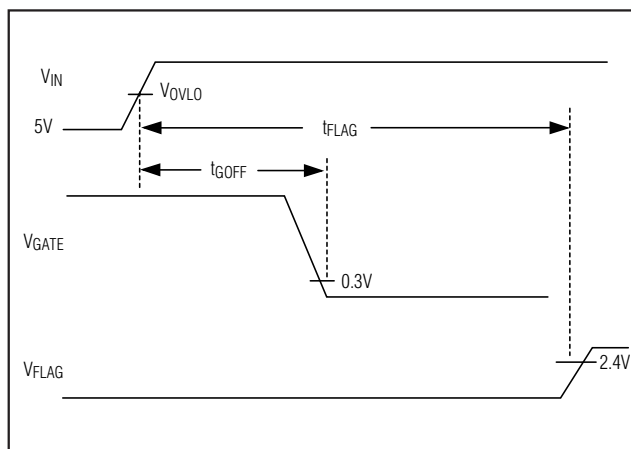 VIN
VOVLO
5V
tFLAG
tGOFF
VGATE
0.3V
VFLAG
2.4V